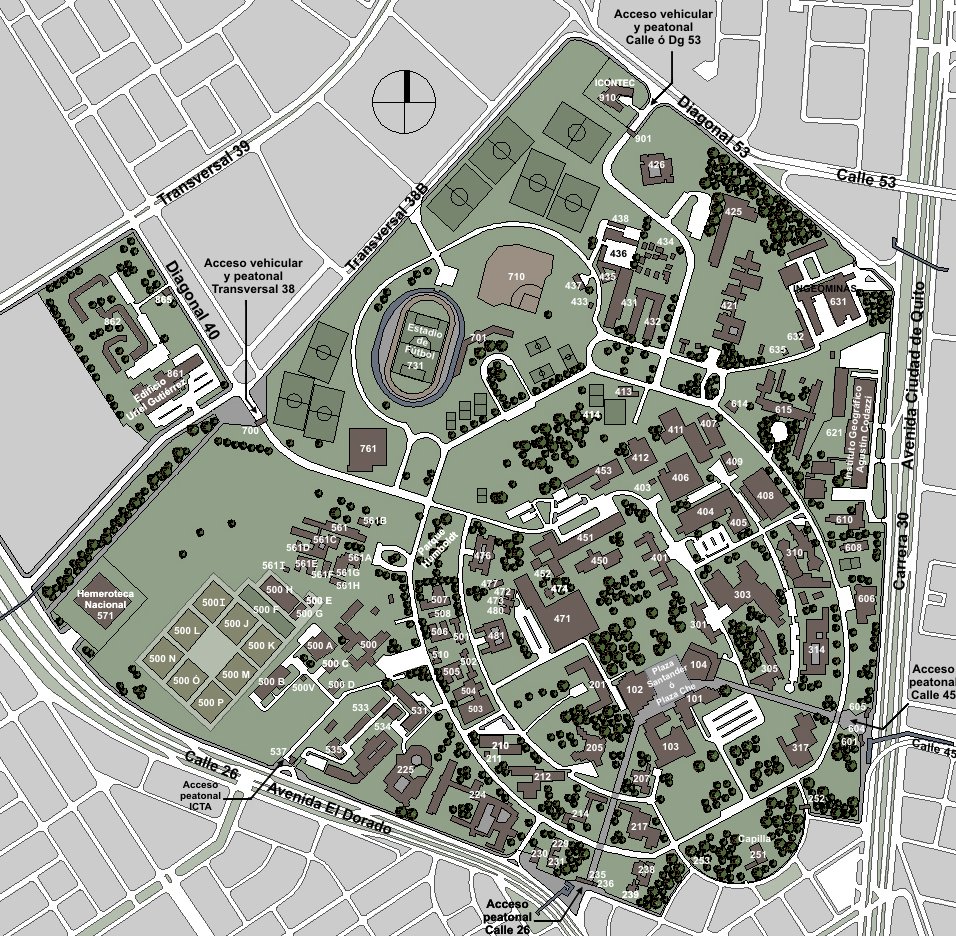 Acceso vehicular
y peatonal
Calle ó Dg 53
ICONTEC
910
901
Diagonal 53
Calle 53
426
425
Transversal 39
Transversal 38B
Diagonal 40
Acceso vehicular
y peatonal
Transversal 38
438
436
434
435
437
433
431
432
421
710
701
Estadio
de
Fútbol
731
INGEOMINAS
631
632
635
865
862
861
Edificio
Uriel Gutiérrez
700
761
413
414
411
407
412
409
406
453
403
404
405
408
614
615
621
Instituto Geográfico
Agustín Codazzi
Avenida Ciudad de Quito
Carrera 30
610
608
606
310
303
301
305
314
401
451
450
452
474
471
476
477
472
473
480
481
Parque
Humboldt
561
561B
561C
561D
561A
561E
561F
561G
561H
561I
Hemeroteca
Nacional
571
500I
500 H
500 E
500 F
500 G
500 J
500 L
500 K
500 N
500 M
500 O
500 P
500 A
500
500 C
500 B
500V
500 D
507
508
506
501
510
502
505
504
503
533
531
534
535
537
Acceso
peatonal
ICTA
Calle 26
Avenida El Dorado
225
224
210
211
212
214
205
207
217
201
102
104
101
103
Plaza
Santander
ó
Plaza Che
317
605
604
601
Acceso
peatonal
Calle 45
Calle 45
252
Capilla
251
253
238
239
235
236
230
231
Acceso
peatonal
Calle 26